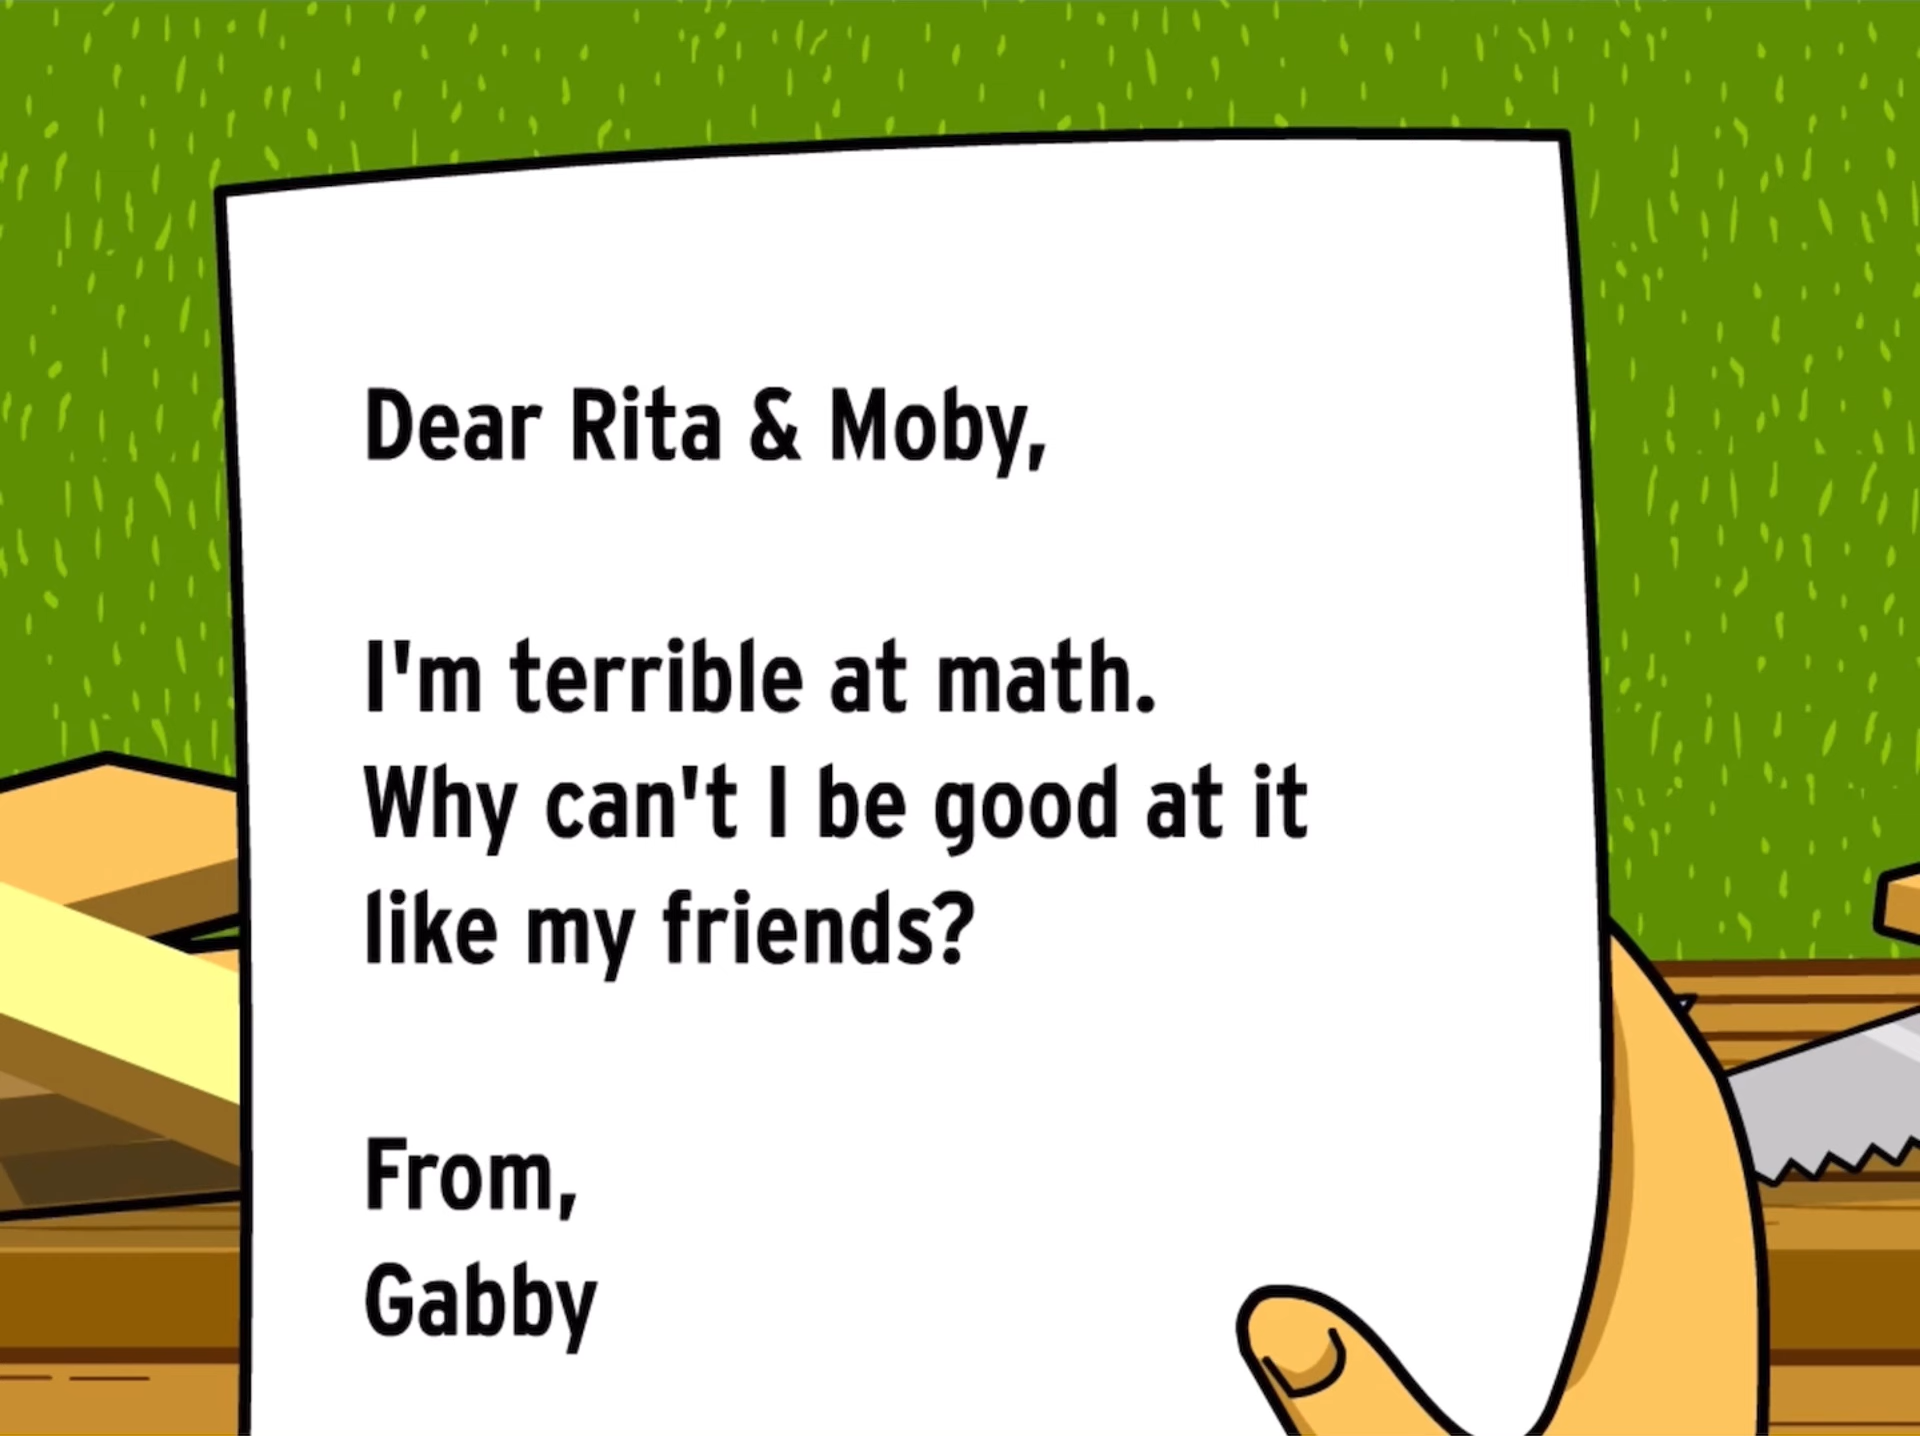 Dear Rita & Moby,
I'm terrible at math.
Why can't I be good at it
like my friends?
From,
Gabby